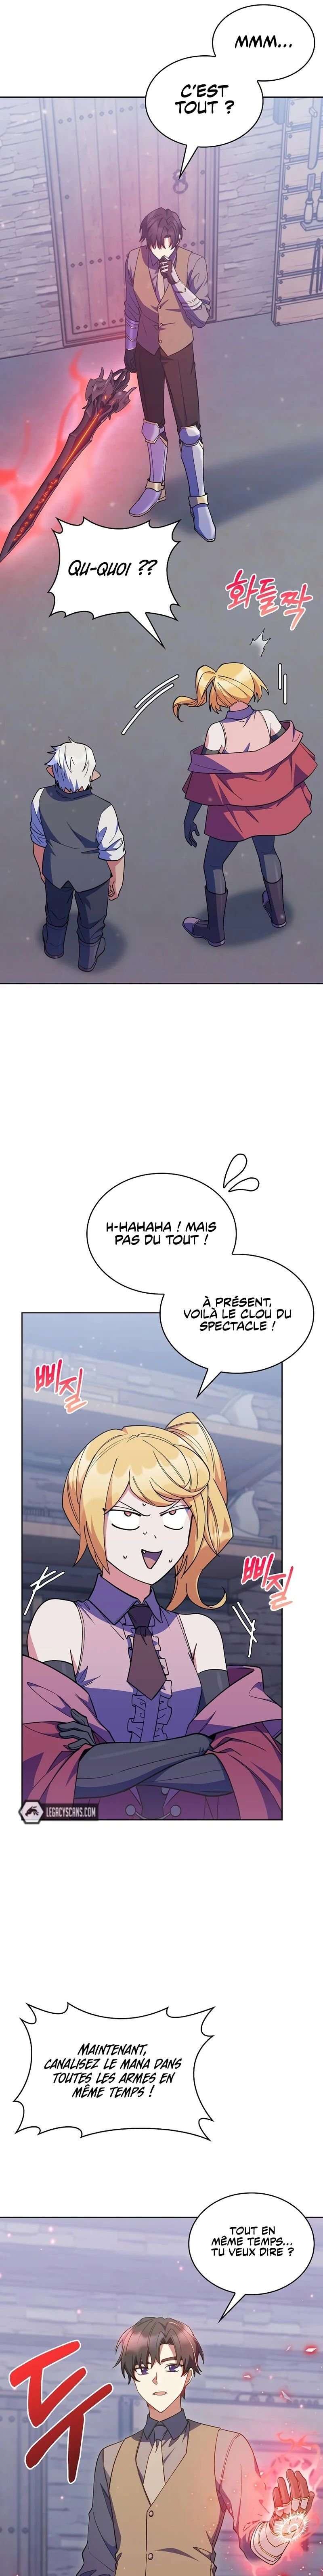 MMM...
C'EST
TOUT ?
QU-QUOI ??
화들짝
H-HAHAHA ! MAIS
PAS DU TOUT !
À PRÉSENT,
VOILÀ LE CLOU DU
SPECTACLE !
삐질
삐질
LEGACYSCANS.COM
MAINTENANT,
CANALISEZ LE MANA DANS
TOUTES LES ARMES EN
MÊME TEMPS !
TOUT EN
MÊME TEMPS...
TU VEUX DIRE ?